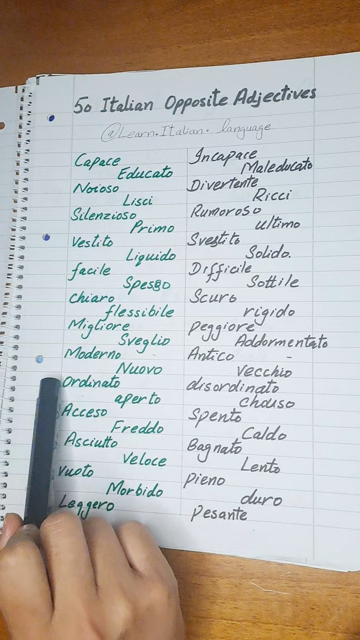 50 Italian Opposite Adjectives
@Learn.Italian.language
Capace Incapace
Educato Maleducato
Noioso Divertente
Lisci Ricci
Silenzioso Rumoroso
Primo ultimo
Vestito Svestito
Liquido Solido.
facile Difficile
Spesso Sottile
Chiaro Scuro
flessibile rigido
Migliore peggiore
Sveglio Addormentato
Moderno Antico
Nuovo Vecchio
Ordinato disordinato
aperto chiuso
Acceso Spento
Freddo Caldo
Asciutto Bagnato
Veloce Lento
Vuoto pieno
Morbido duro
Leggero pesante